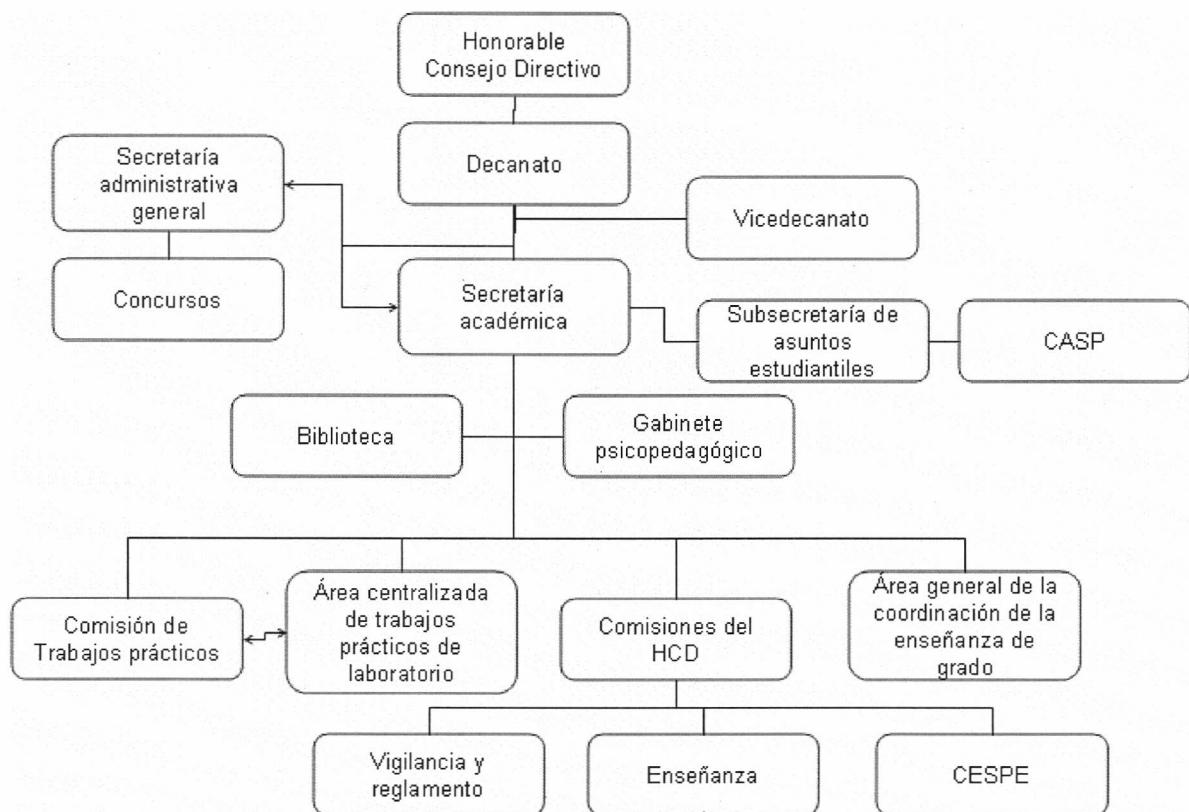 Honorable
Consejo Directivo
Decanato
Secretaría
administrativa
general
Vicedecanato
Concursos
Secretaría
académica
Subsecretaría de
asuntos
estudiantiles
CASP
Biblioteca
Gabinete
psicopedagógico
Comisión de
Trabajos prácticos
Área centralizada
de trabajos
prácticos de
laboratorio
Comisiones del
HCD
Área general de la
coordinación de la
enseñanza de
grado
Vigilancia y
reglamento
Enseñanza
CESPE